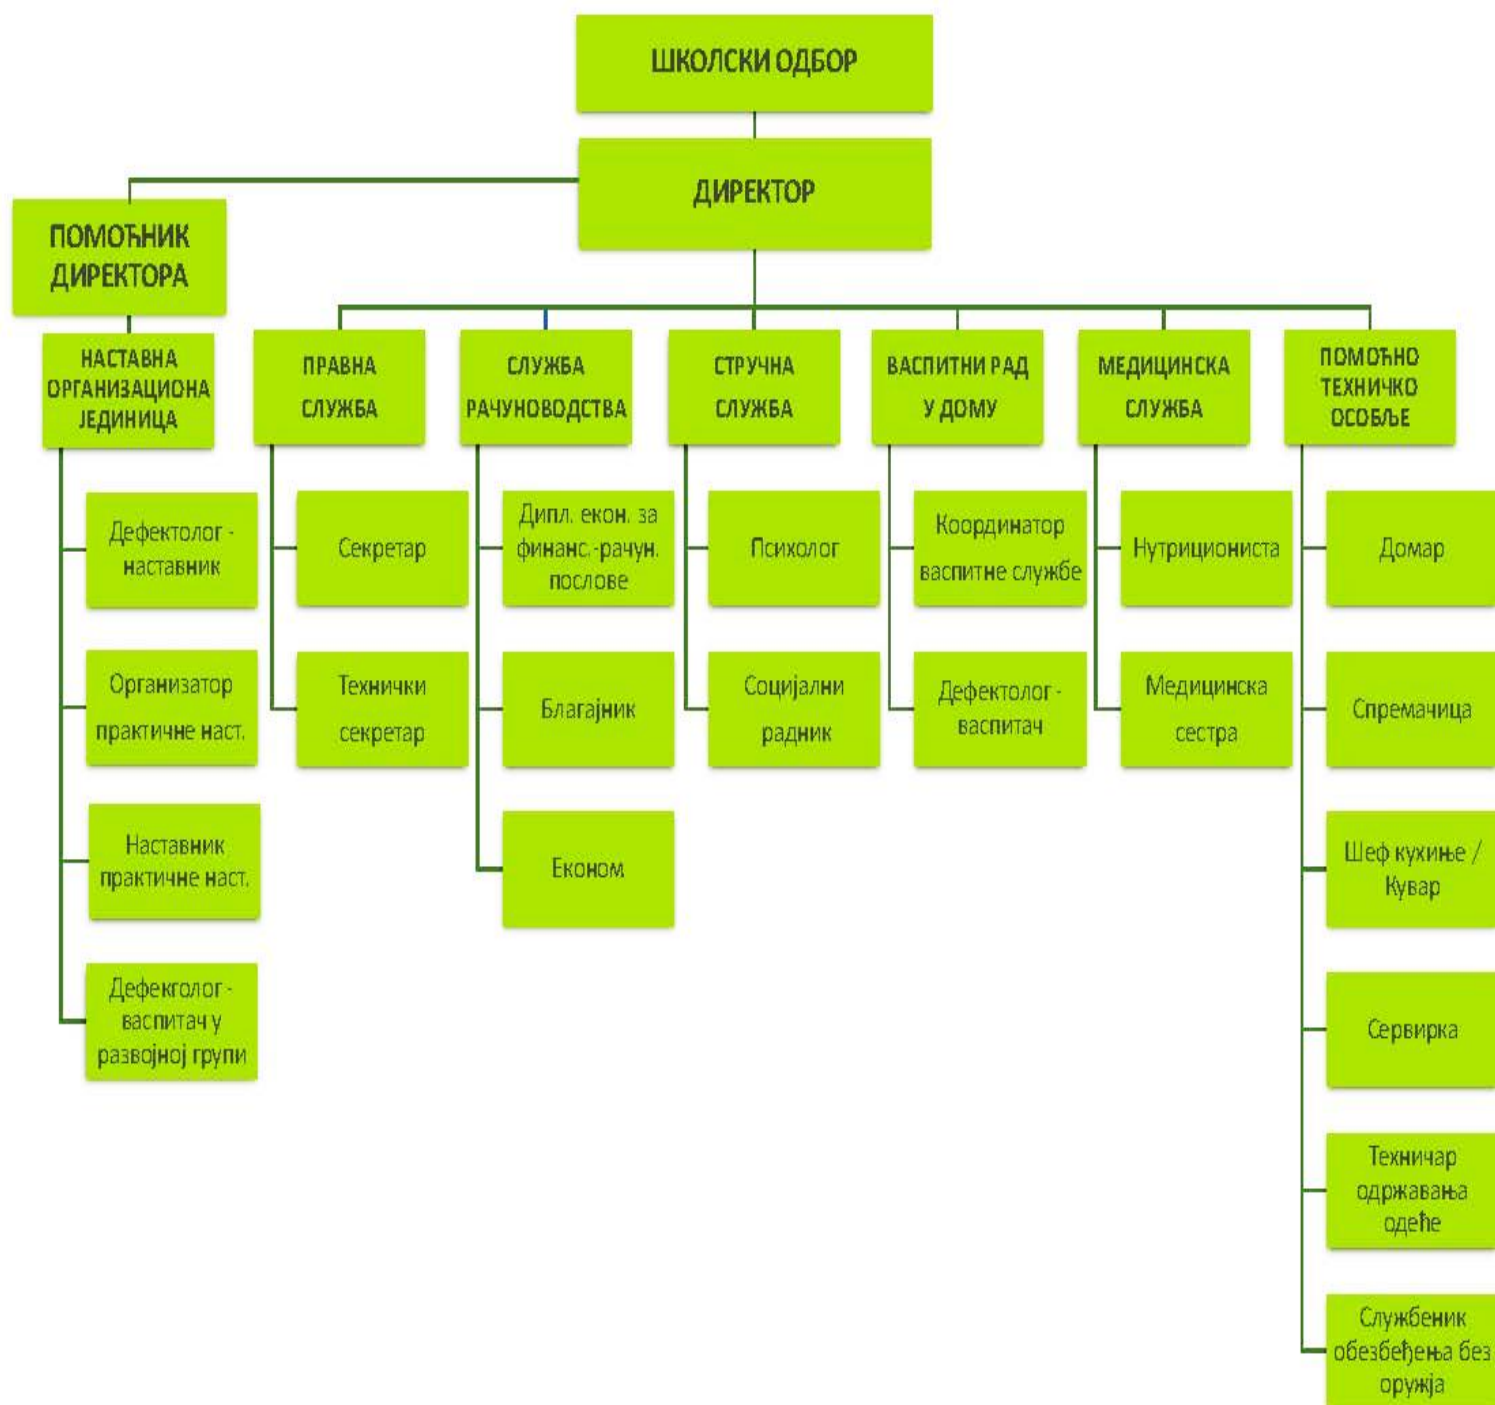 ШКОЛСКИ ОДБОР
ДИРЕКТОР
ПОМОЋНИК
ДИРЕКТОРА
НАСТАВНА
ОРГАНИЗАЦИОНА
ЈЕДИНИЦА
ПРАВНА
СЛУЖБА
СЛУЖБА
РАЧУНОВОДСТВА
СТРУЧНА
СЛУЖБА
ВАСПИТНИ РАД
У ДОМУ
МЕДИЦИНСКА
СЛУЖБА
ПОМОЋНО
ТЕХНИЧКО
ОСОБЉЕ
Дефектолог -
наставник
Организатор
практичне наст.
Наставник
практичне наст.
Дефекголог -
васпитач у
развојној групи
Секретар
Технички
секретар
Дипл. екон. за
финанс.-рачун.
послове
Благајник
Економ
Психолог
Социјални
радник
Координатор
васпитне службе
Дефектолог -
васпитач
Нутрициониста
Медицинска
сестра
Домар
Спремачица
Шеф кухиње /
Кувар
Сервирка
Техничар
одржавања
одеће
Службеник
обезбеђења без
оружја